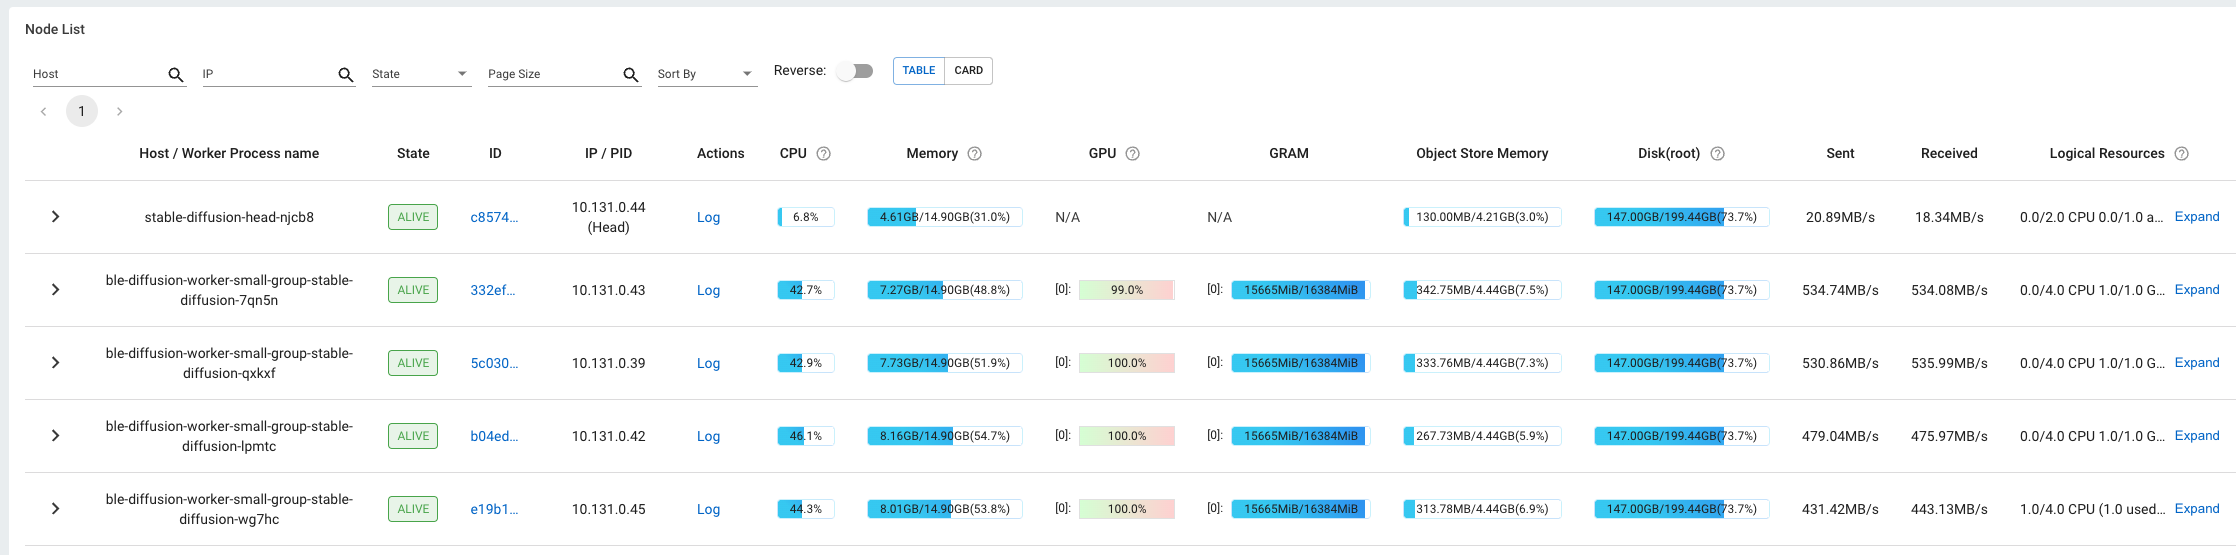 Node List
Host IP State Page Size Sort By Reverse: TABLE CARD
1
Host / Worker Process name State ID IP / PID Actions CPU Memory GPU GRAM Object Store Memory Disk(root) Sent Received Logical Resources
stable-diffusion-head-njcb8 ALIVE c8574... 10.131.0.44 Log 6.8% 4.61GB/14.90GB(31.0%) N/A N/A 130.00MB/4.21GB(3.0%) 147.00GB/199.44GB(73.7%) 20.89MB/s 18.34MB/s 0.0/2.0 CPU 0.0/1.0 a... Expand
(Head)
ble-diffusion-worker-small-group-stable-
diffusion-7qn5n ALIVE 332ef... 10.131.0.43 Log 42.7% 7.27GB/14.90GB(48.8%) [0]: 99.0% [0]: 15665MiB/16384MiB 342.75MB/4.44GB(7.5%) 147.00GB/199.44GB(73.7%) 534.74MB/s 534.08MB/s 0.0/4.0 CPU 1.0/1.0 G... Expand
ble-diffusion-worker-small-group-stable-
diffusion-qxkxf ALIVE 5c030... 10.131.0.39 Log 42.9% 7.73GB/14.90GB(51.9%) [0]: 100.0% [0]: 15665MiB/16384MiB 333.76MB/4.44GB(7.3%) 147.00GB/199.44GB(73.7%) 530.86MB/s 535.99MB/s 0.0/4.0 CPU 1.0/1.0 G... Expand
ble-diffusion-worker-small-group-stable-
diffusion-lpmtc ALIVE b04ed... 10.131.0.42 Log 46.1% 8.16GB/14.90GB(54.7%) [0]: 100.0% [0]: 15665MiB/16384MiB 267.73MB/4.44GB(5.9%) 147.00GB/199.44GB(73.7%) 479.04MB/s 475.97MB/s 0.0/4.0 CPU 1.0/1.0 G... Expand
ble-diffusion-worker-small-group-stable-
diffusion-wg7hc ALIVE e19b1... 10.131.0.45 Log 44.3% 8.01GB/14.90GB(53.8%) [0]: 100.0% [0]: 15665MiB/16384MiB 313.78MB/4.44GB(6.9%) 147.00GB/199.44GB(73.7%) 431.42MB/s 443.13MB/s 1.0/4.0 CPU (1.0 used... Expand